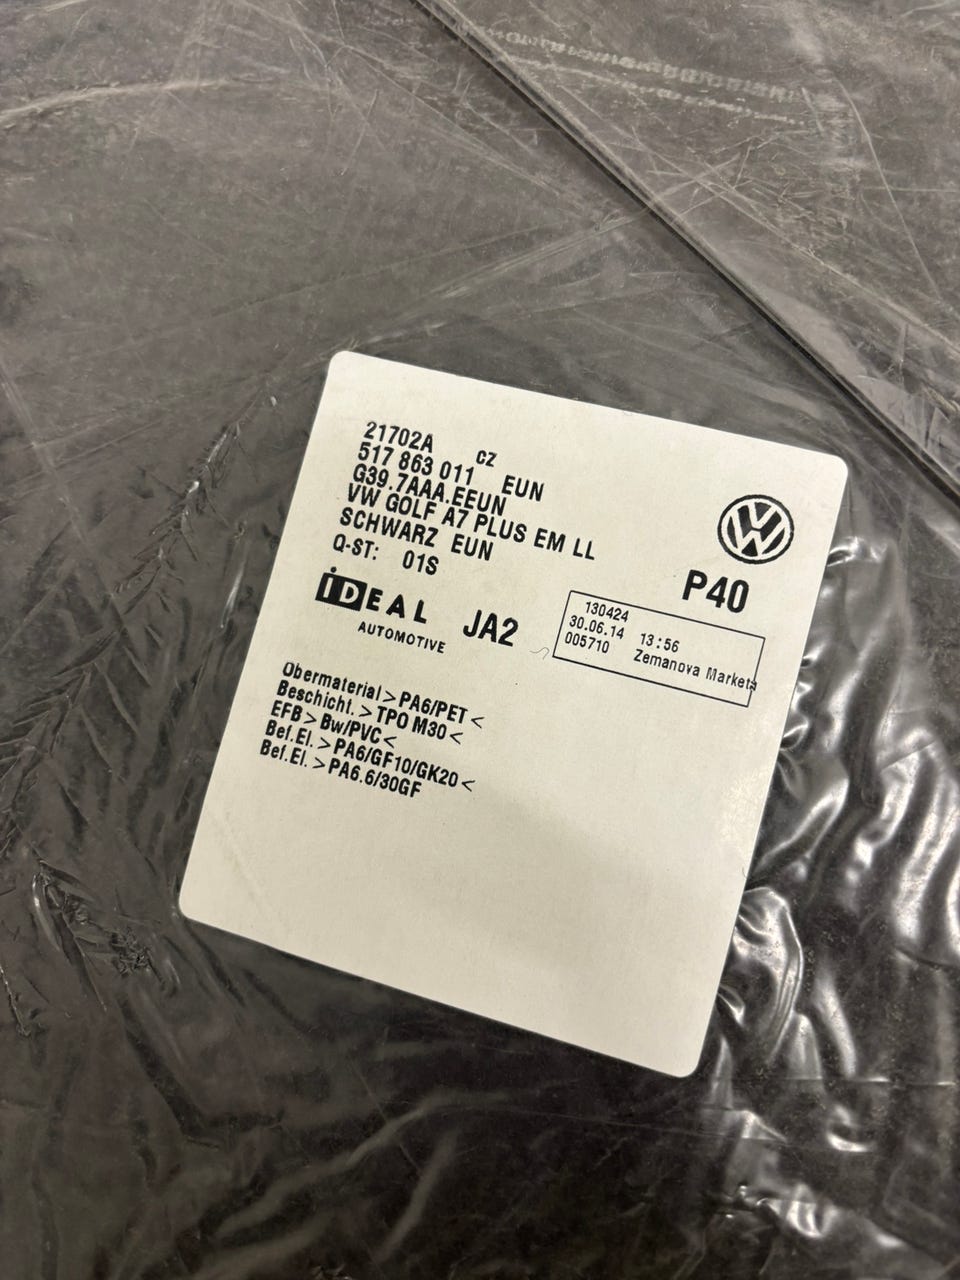 21702A CZ
517 863 011 EUN
G39.7AAA.EEUN
VW GOLF A7 PLUS EM LL
SCHWARZ EUN
Q-ST: 01S
P40
iDEAL
AUTOMOTIVE
JA2
130424
30.06.14 13:56
005710 Zemanova Marketa
Obermaterial > PA6/PET <
Beschicht. > TPO M30 <
EFB > Bw/PVC <
Bef.El. > PA6/GF10/GK20 <
Bef.El. > PA6.6/30GF